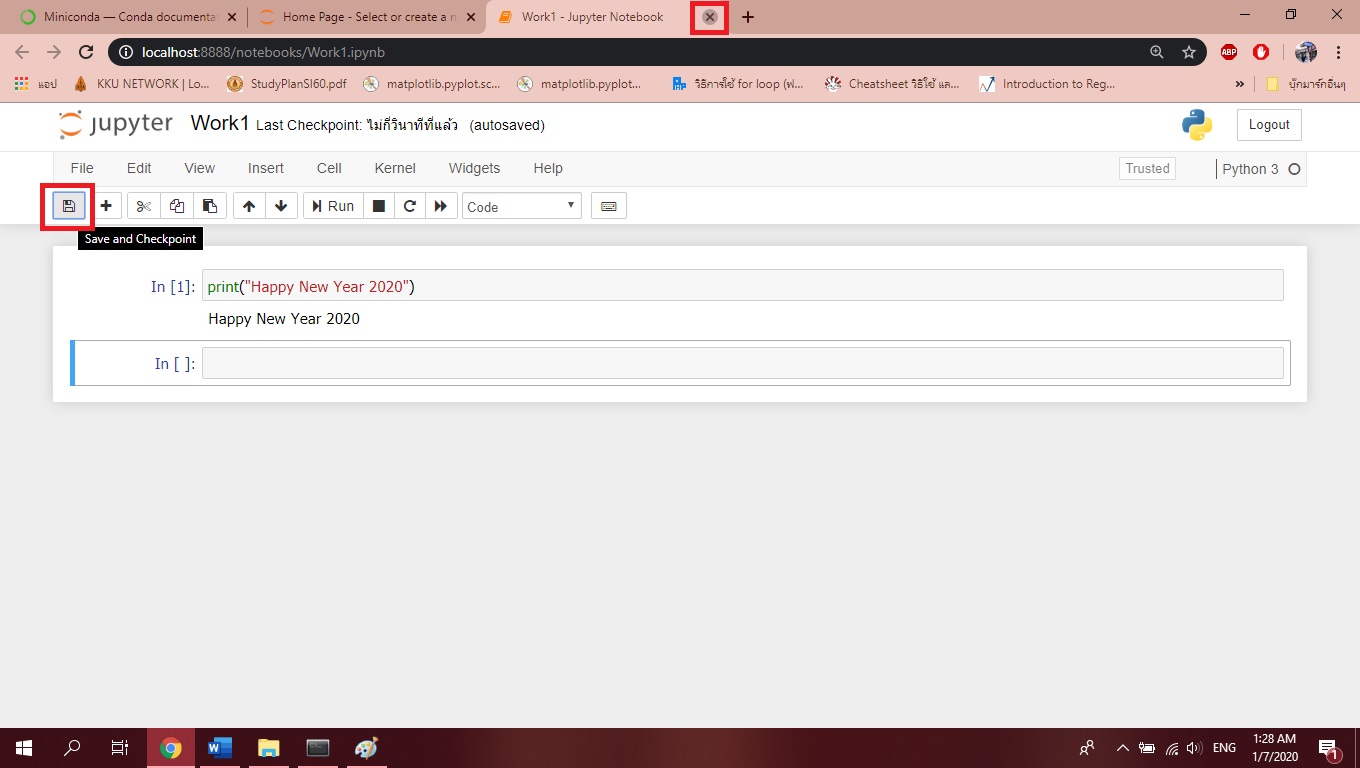 Miniconda — Conda documentat
Home Page - Select or create a n
Work1 - Jupyter Notebook
localhost:8888/notebooks/Work1.ipynb
ABP
แอป
KKU NETWORK | Lo...
StudyPlanSI60.pdf
matplotlib.pyplot.sc...
matplotlib.pyplot...
วิธีการใช้ for loop (ฟ...
Cheatsheet วิธีใช้ แล...
Introduction to Reg...
»
บุ๊กมาร์กอื่นๆ
jupyter
Work1 Last Checkpoint: ไม่กี่วินาทีที่แล้ว (autosaved)
Logout
File Edit View Insert Cell Kernel Widgets Help
Trusted
Python 3
Run
Code
Save and Checkpoint
In [1]: print("Happy New Year 2020")
Happy New Year 2020
In [ ]:
ENG
1:28 AM
1/7/2020
1